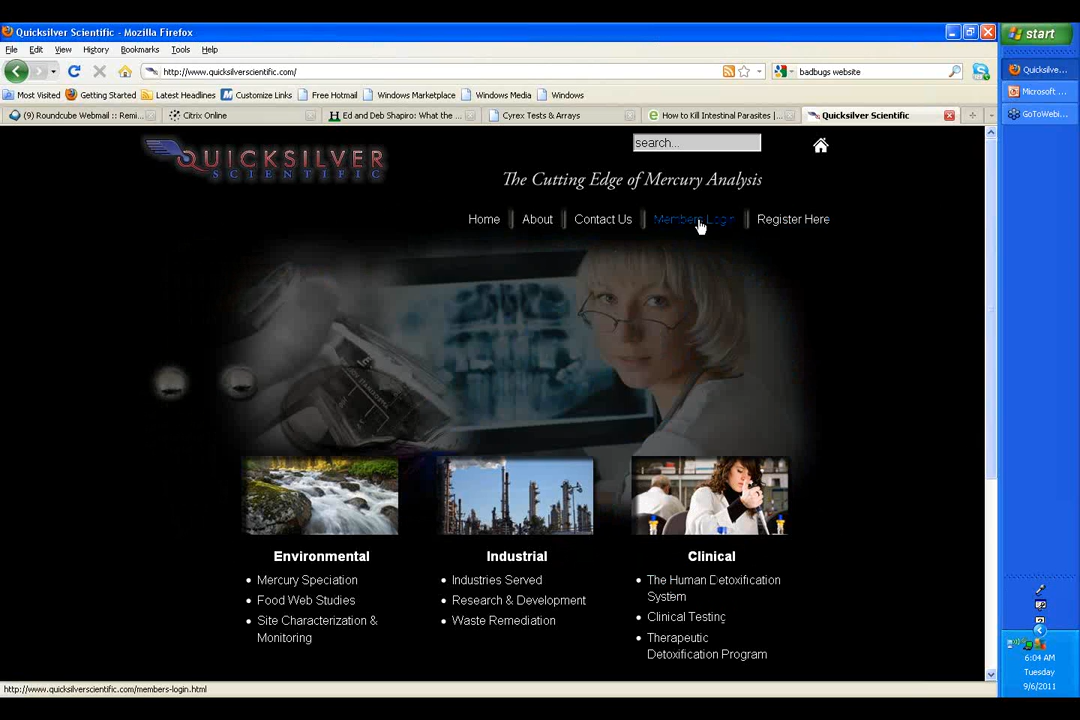 Quicksilver Scientific - Mozilla Firefox
start
File Edit View History Bookmarks Tools Help
http://www.quicksilverscientific.com/
badbugs website
Quicksilve...
Most Visited Getting Started Latest Headlines Customize Links Free Hotmail Windows Marketplace Windows Media Windows
Microsoft ...
(9) Roundcube Webmail :: Remi... Citrix Online Ed and Deb Shapiro: What the ... Cyrex Tests & Arrays How to Kill Intestinal Parasites |... Quicksilver Scientific
GoToWebi...
QUICKSILVER
SCIENTIFIC
search...
The Cutting Edge of Mercury Analysis
Home About Contact Us Members Login Register Here
Environmental
Mercury Speciation
Food Web Studies
Site Characterization &
Monitoring
Industrial
Industries Served
Research & Development
Waste Remediation
Clinical
The Human Detoxification
System
Clinical Testing
Therapeutic
Detoxification Program
http://www.quicksilverscientific.com/members-login.html
6:04 AM
Tuesday
9/6/2011